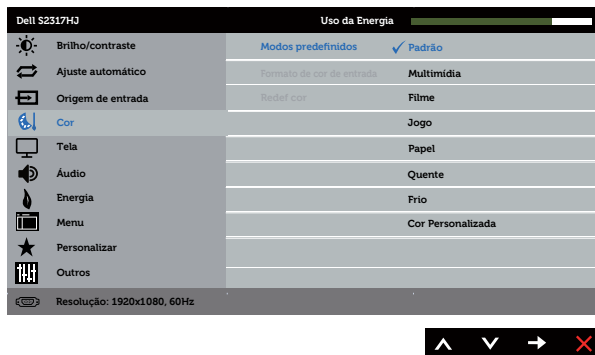 Dell S2317HJ Uso da Energia
Brilho/contraste Modos predefinidos Padrão
Ajuste automático Formato de cor de entrada Multimídia
Origem de entrada Redef cor Filme
Cor Jogo
Tela Papel
Áudio Quente
Energia Frio
Menu Cor Personalizada
Personalizar
Outros
Resolução: 1920x1080, 60Hz